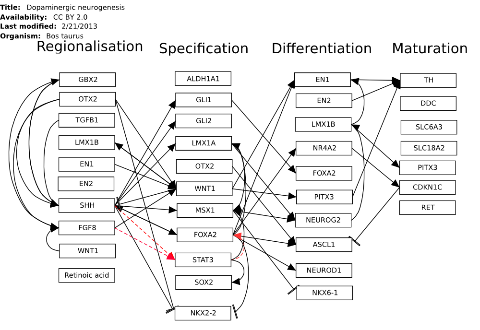 Title: Dopaminergic neurogenesis
Availability: CC BY 2.0
Last modified: 2/21/2013
Organism: Bos taurus
Regionalisation Specification Differentiation Maturation
GBX2
OTX2
TGFB1
LMX1B
EN1
EN2
SHH
FGF8
WNT1
Retinoic acid
ALDH1A1
GLI1
GLI2
LMX1A
OTX2
WNT1
MSX1
FOXA2
STAT3
SOX2
NKX2-2
EN1
EN2
LMX1B
NR4A2
FOXA2
PITX3
NEUROG2
ASCL1
NEUROD1
NKX6-1
TH
DDC
SLC6A3
SLC18A2
PITX3
CDKN1C
RET